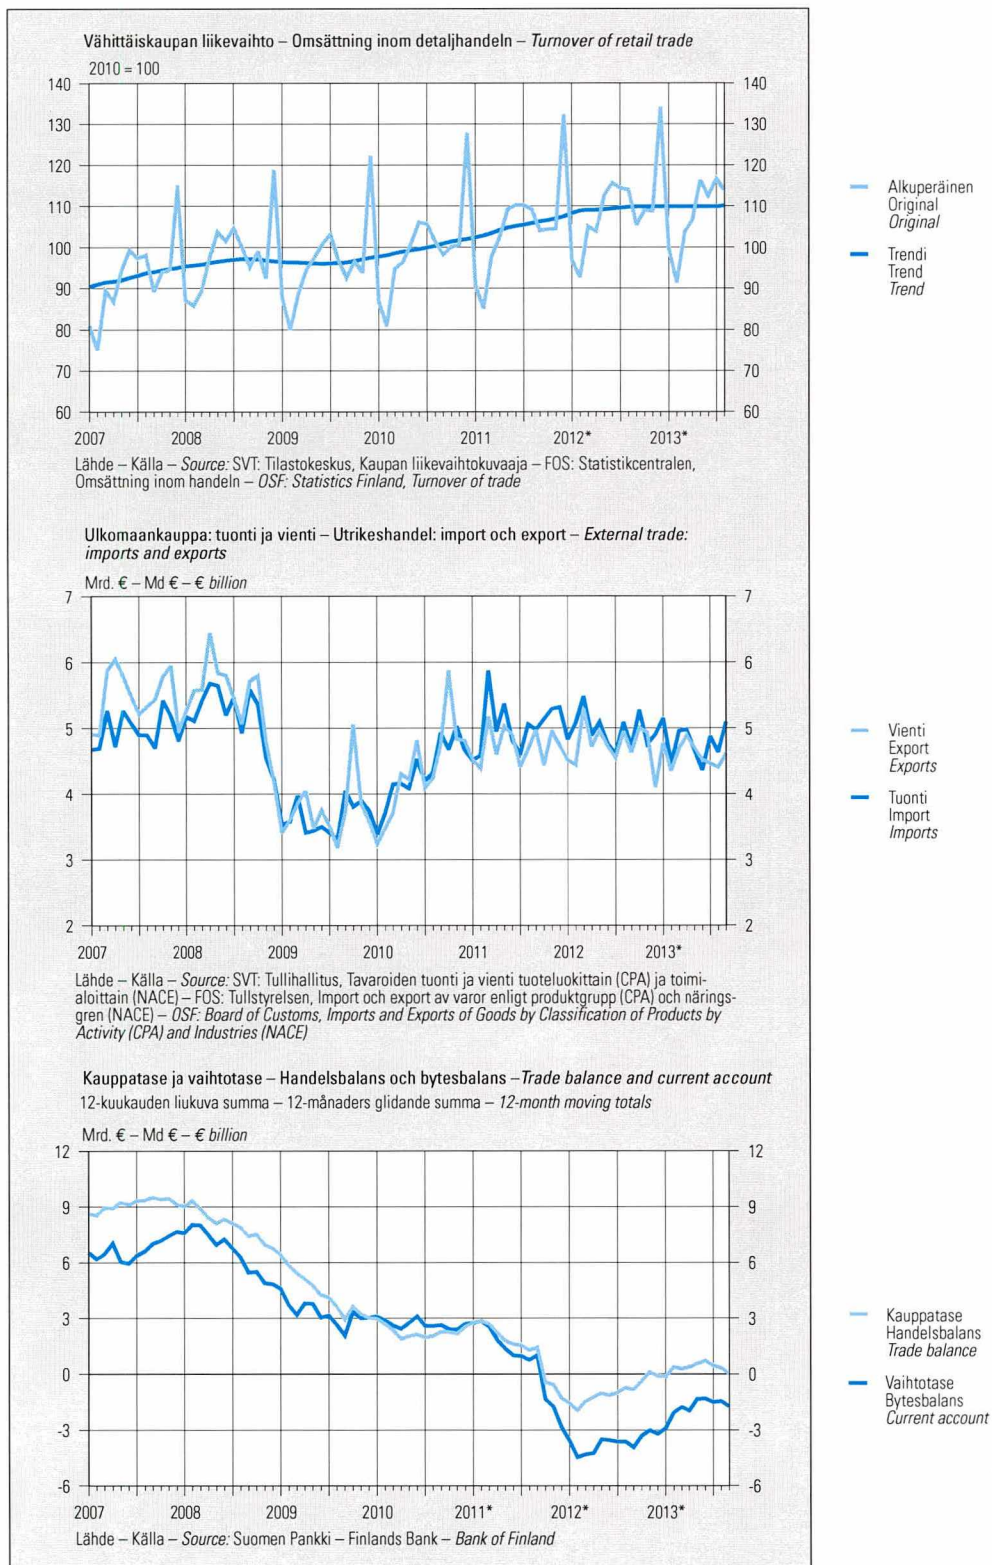 Vähittäiskaupan liikevaihto – Omsättning inom detaljhandeln – Turnover of retail trade
2010 = 100
140 140
130 130
120 120
110 110
100 100
90 90
80 80
70 70
60 60
2007 2008 2009 2010 2011 2012* 2013*
Alkuperäinen
Original
Original
Trendi
Trend
Trend
Lähde – Källa – Source: SVT: Tilastokeskus, Kaupan liikevaihtokuvaaja – FOS: Statistikcentralen,
Omsättning inom handeln – OSF: Statistics Finland, Turnover of trade
Ulkomaankauppa: tuonti ja vienti – Utrikeshandel: import och export – External trade:
imports and exports
Mrd. € – Md € – € billion
7 7
6 6
5 5
4 4
3 3
2 2
2007 2008 2009 2010 2011 2012 2013*
Vienti
Export
Exports
Tuonti
Import
Imports
Lähde – Källa – Source: SVT: Tullihallitus, Tavaroiden tuonti ja vienti tuoteluokittain (CPA) ja toimi-
aloittain (NACE) – FOS: Tullstyrelsen, Import och export av varor enligt produktgrupp (CPA) och närings-
gren (NACE) – OSF: Board of Customs, Imports and Exports of Goods by Classification of Products by
Activity (CPA) and Industries (NACE)
Kauppatase ja vaihtotase – Handelsbalans och bytesbalans –Trade balance and current account
12-kuukauden liukuva summa – 12-månaders glidande summa – 12-month moving totals
Mrd. € – Md € – € billion
12 12
9 9
6 6
3 3
0 0
-3 -3
-6 -6
2007 2008 2009 2010 2011* 2012* 2013*
Kauppatase
Handelsbalans
Trade balance
Vaihtotase
Bytesbalans
Current account
Lähde – Källa – Source: Suomen Pankki – Finlands Bank – Bank of Finland